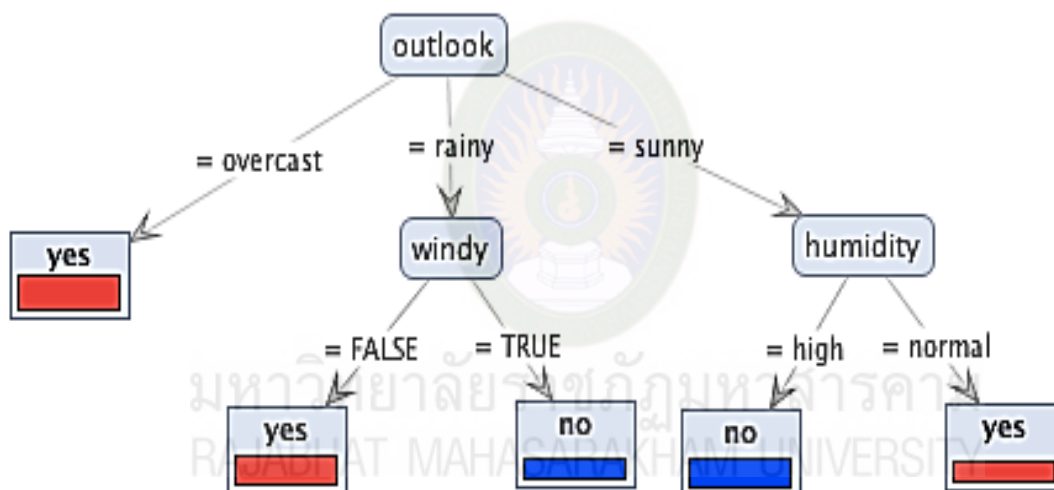 outlook
= overcast
= rainy
= sunny
yes
windy
humidity
= FALSE
= TRUE
= high
= normal
yes
no
no
yes
มหาวิทยาลัยราชภัฏมหาสารคาม
RAJABHAT MAHASARAKHAM UNIVERSITY